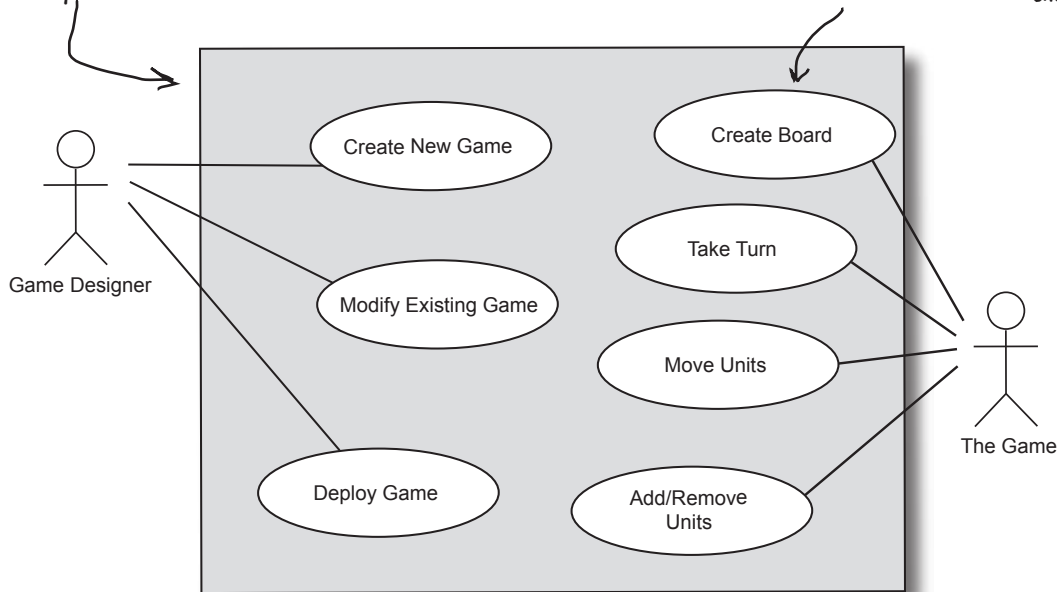 Create New Game
Create Board
Take Turn
Game Designer
Modify Existing Game
Move Units
The Game
Deploy Game
Add/Remove
Units